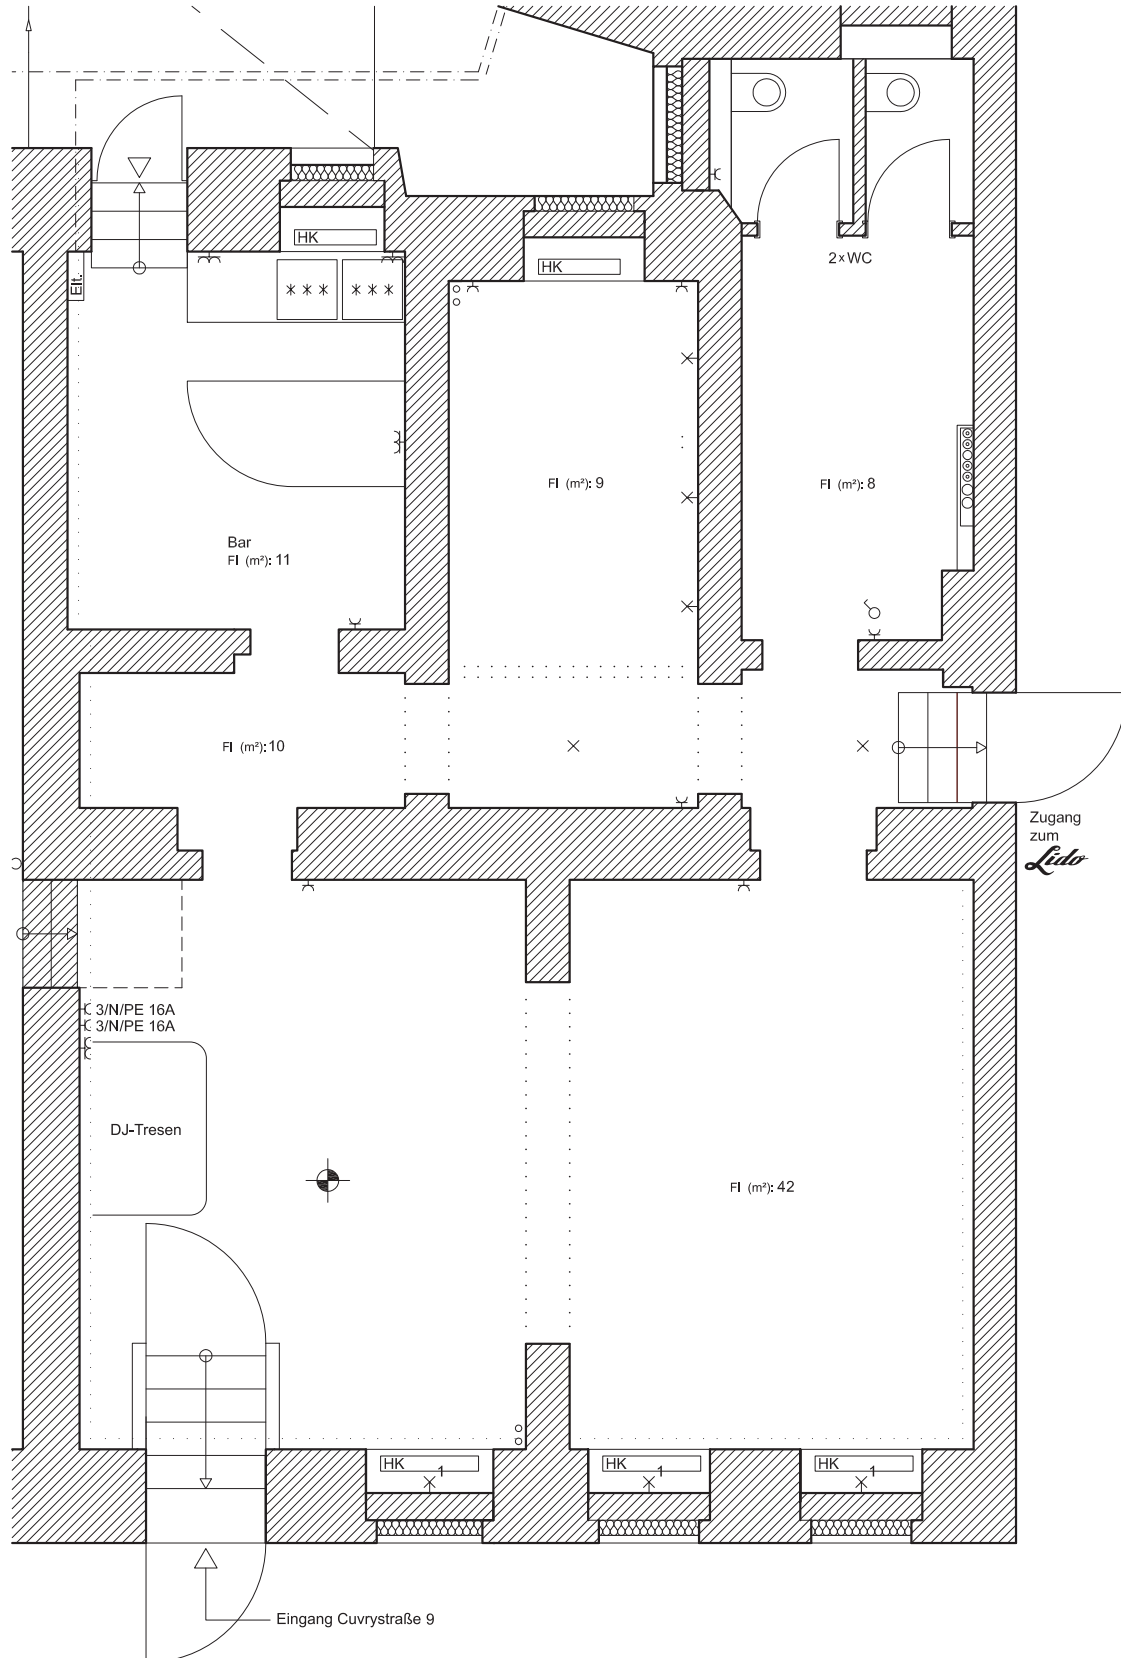 HK
HK
2 x WC
Elt.
Fl (m²): 9
Fl (m²): 8
Bar
Fl (m²): 11
Fl (m²): 10
Zugang
zum
Lido
3/N/PE 16A
3/N/PE 16A
DJ-Tresen
Fl (m²): 42
HK
1
HK
1
HK
1
Eingang Cuvrystraße 9